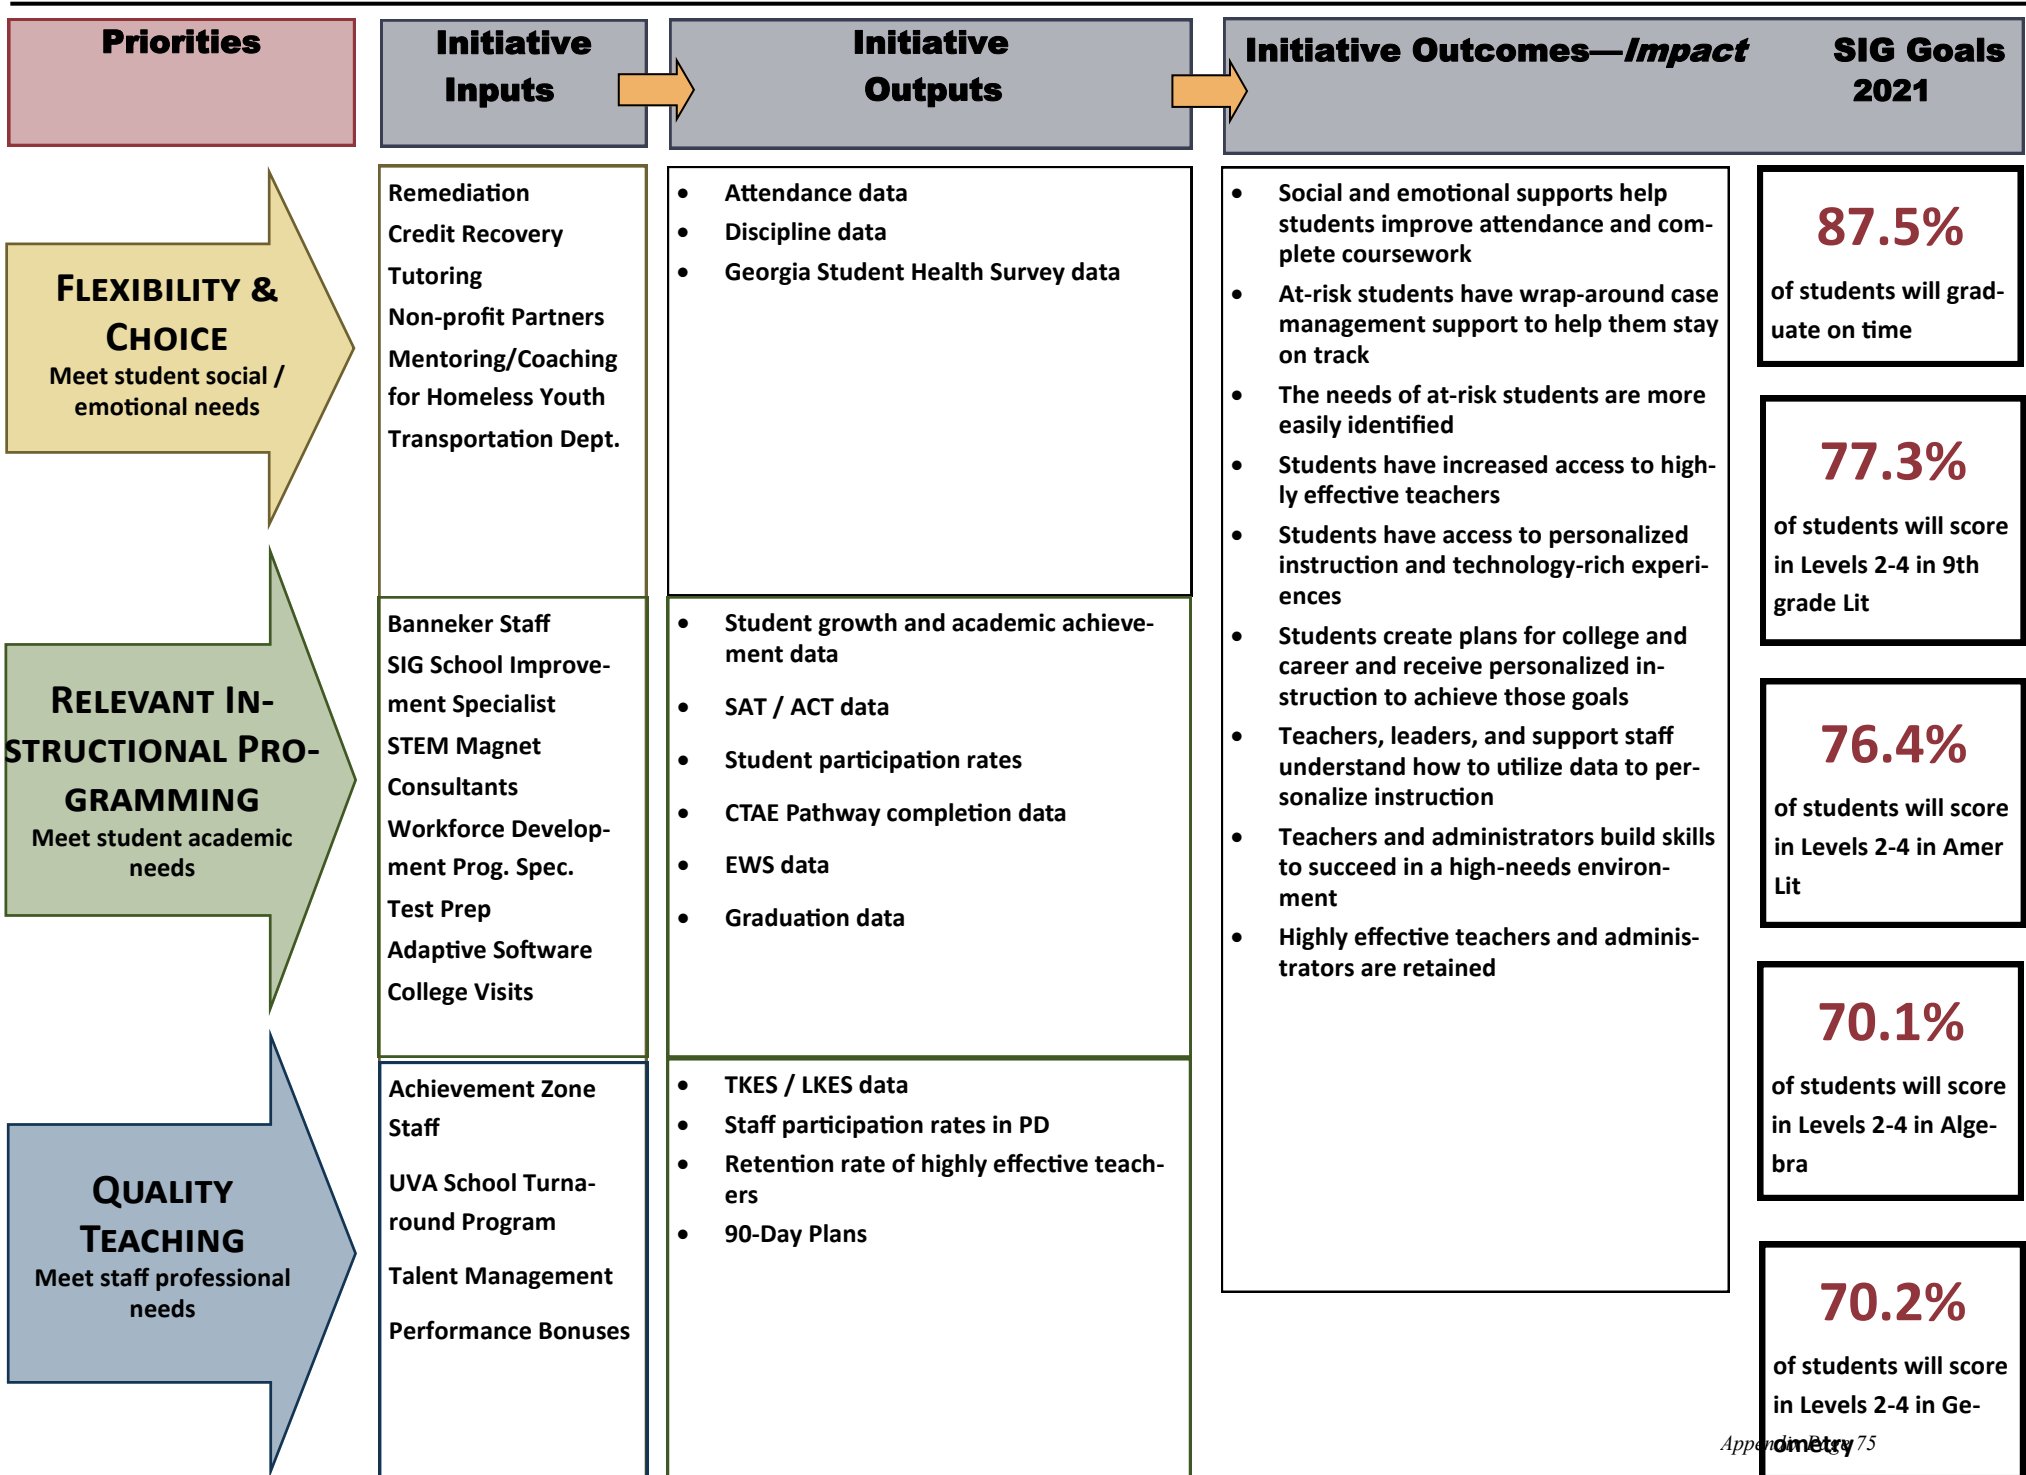 Priorities
Initiative
Inputs
Initiative
Outputs
Initiative Outcomes—Impact
SIG Goals
2021
FLEXIBILITY &
CHOICE
Meet student social /
emotional needs
Remediation
Credit Recovery
Tutoring
Non-profit Partners
Mentoring/Coaching
for Homeless Youth
Transportation Dept.
• Attendance data
• Discipline data
• Georgia Student Health Survey data
RELEVANT IN-
STRUCTIONAL PRO-
GRAMMING
Meet student academic
needs
Banneker Staff
SIG School Improve-
ment Specialist
STEM Magnet
Consultants
Workforce Develop-
ment Prog. Spec.
Test Prep
Adaptive Software
College Visits
• Student growth and academic achieve-
ment data
• SAT / ACT data
• Student participation rates
• CTAE Pathway completion data
• EWS data
• Graduation data
QUALITY
TEACHING
Meet staff professional
needs
Achievement Zone
Staff
UVA School Turna-
round Program
Talent Management
Performance Bonuses
• TKES / LKES data
• Staff participation rates in PD
• Retention rate of highly effective teach-
ers
• 90-Day Plans
• Social and emotional supports help
students improve attendance and com-
plete coursework
• At-risk students have wrap-around case
management support to help them stay
on track
• The needs of at-risk students are more
easily identified
• Students have increased access to high-
ly effective teachers
• Students have access to personalized
instruction and technology-rich experi-
ences
• Students create plans for college and
career and receive personalized in-
struction to achieve those goals
• Teachers, leaders, and support staff
understand how to utilize data to per-
sonalize instruction
• Teachers and administrators build skills
to succeed in a high-needs environ-
ment
• Highly effective teachers and adminis-
trators are retained
87.5%
of students will grad-
uate on time
77.3%
of students will score
in Levels 2-4 in 9th
grade Lit
76.4%
of students will score
in Levels 2-4 in Amer
Lit
70.1%
of students will score
in Levels 2-4 in Alge-
bra
70.2%
of students will score
in Levels 2-4 in Ge-
ometry
Appendix Page 75